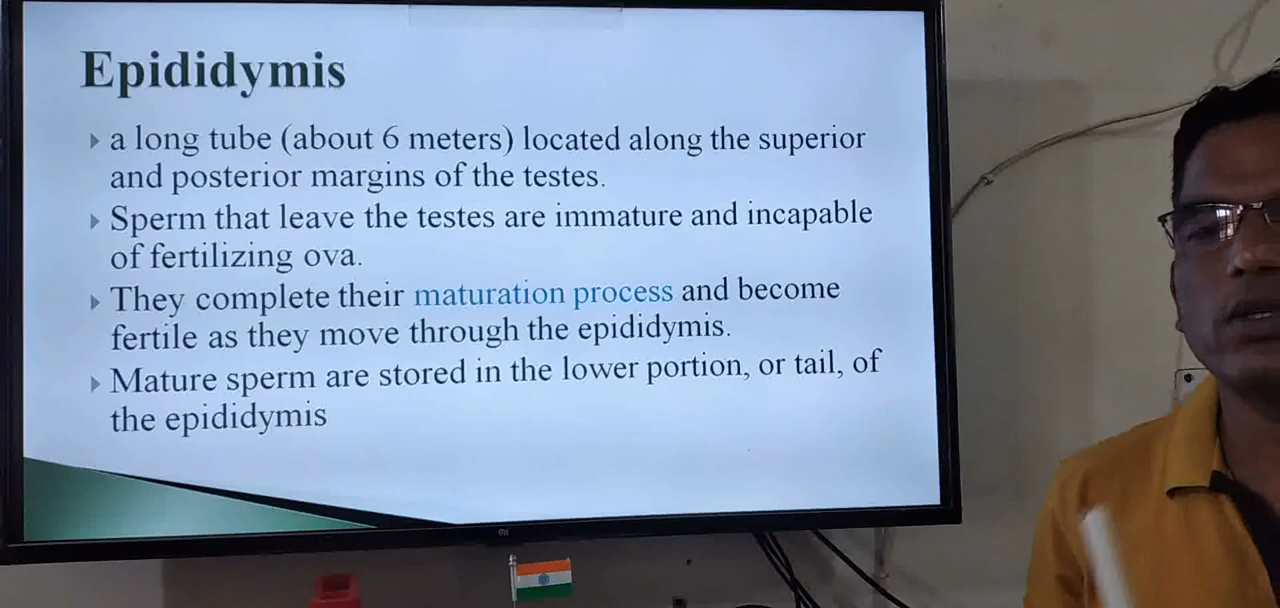 Epididymis
a long tube (about 6 meters) located along the superior
and posterior margins of the testes.
Sperm that leave the testes are immature and incapable
of fertilizing ova.
They complete their maturation process and become
fertile as they move through the epididymis.
Mature sperm are stored in the lower portion, or tail, of
the epididymis
mi